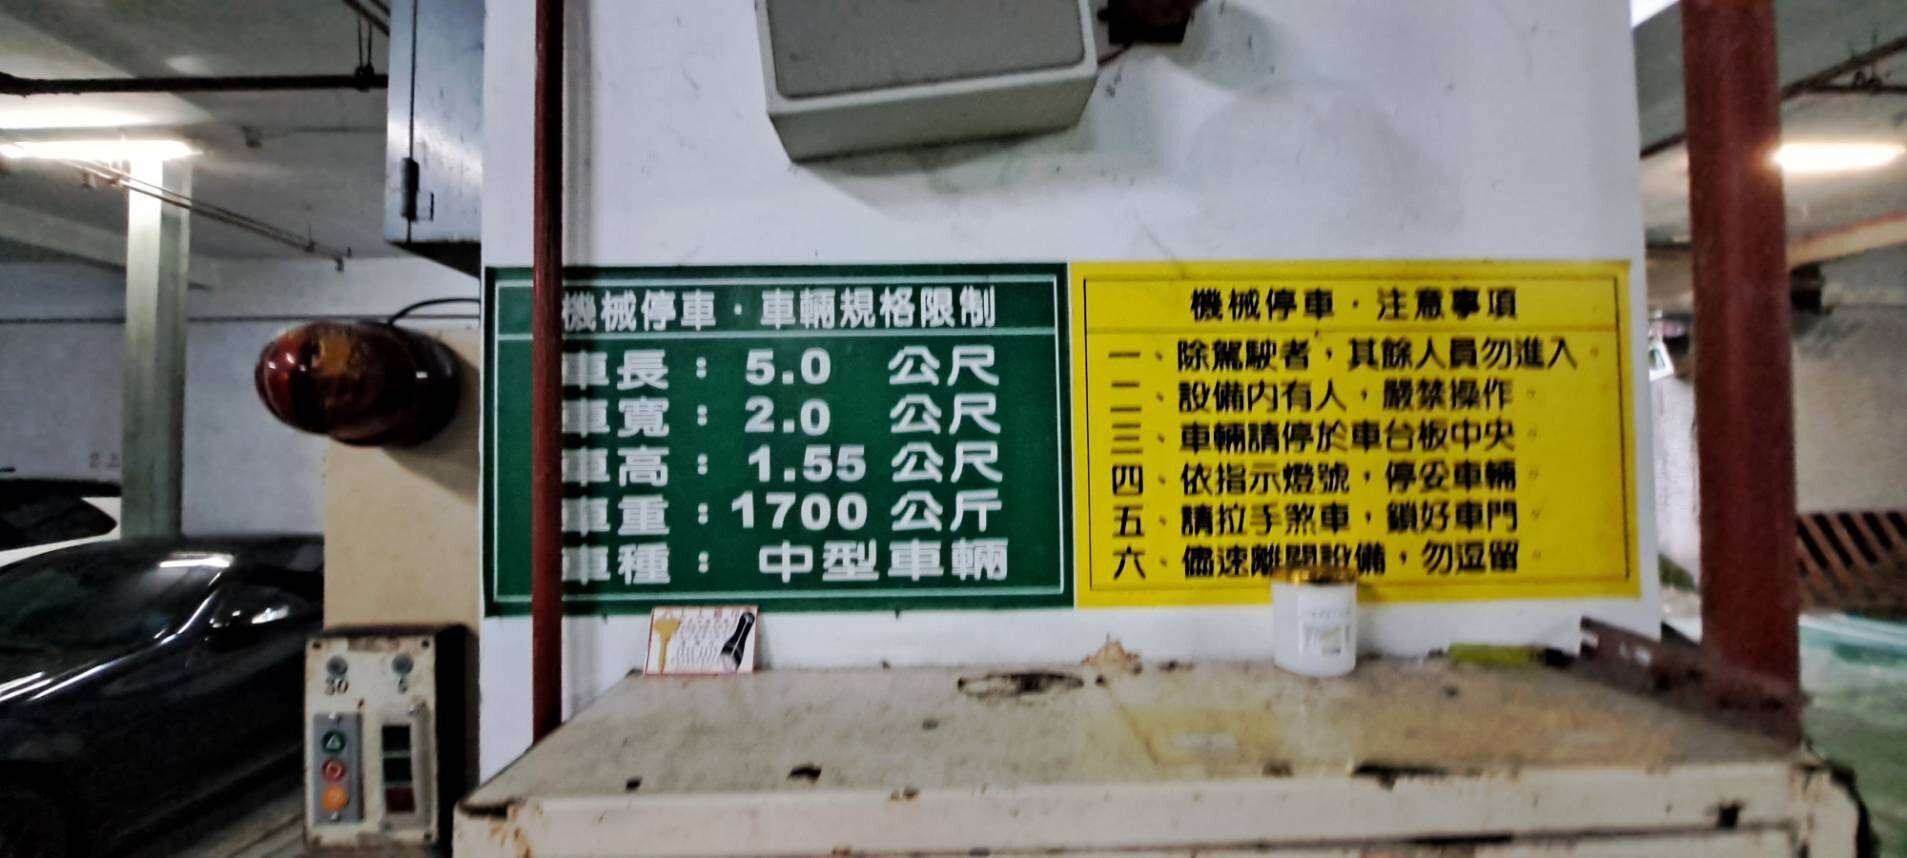 機械停車・車輛規格限制
車長： 5.0 公尺
車寬： 2.0 公尺
車高： 1.55 公尺
車重：1700 公斤
車種： 中型車輛
機械停車・注意事項
一、除駕駛者，其餘人員勿進入。
二、設備內有人，嚴禁操作。
三、車輛請停於車台板中央。
四、依指示燈號，停妥車輛。
五、請拉手煞車，鎖好車門。
六、儘速離開設備，勿逗留。
30 5